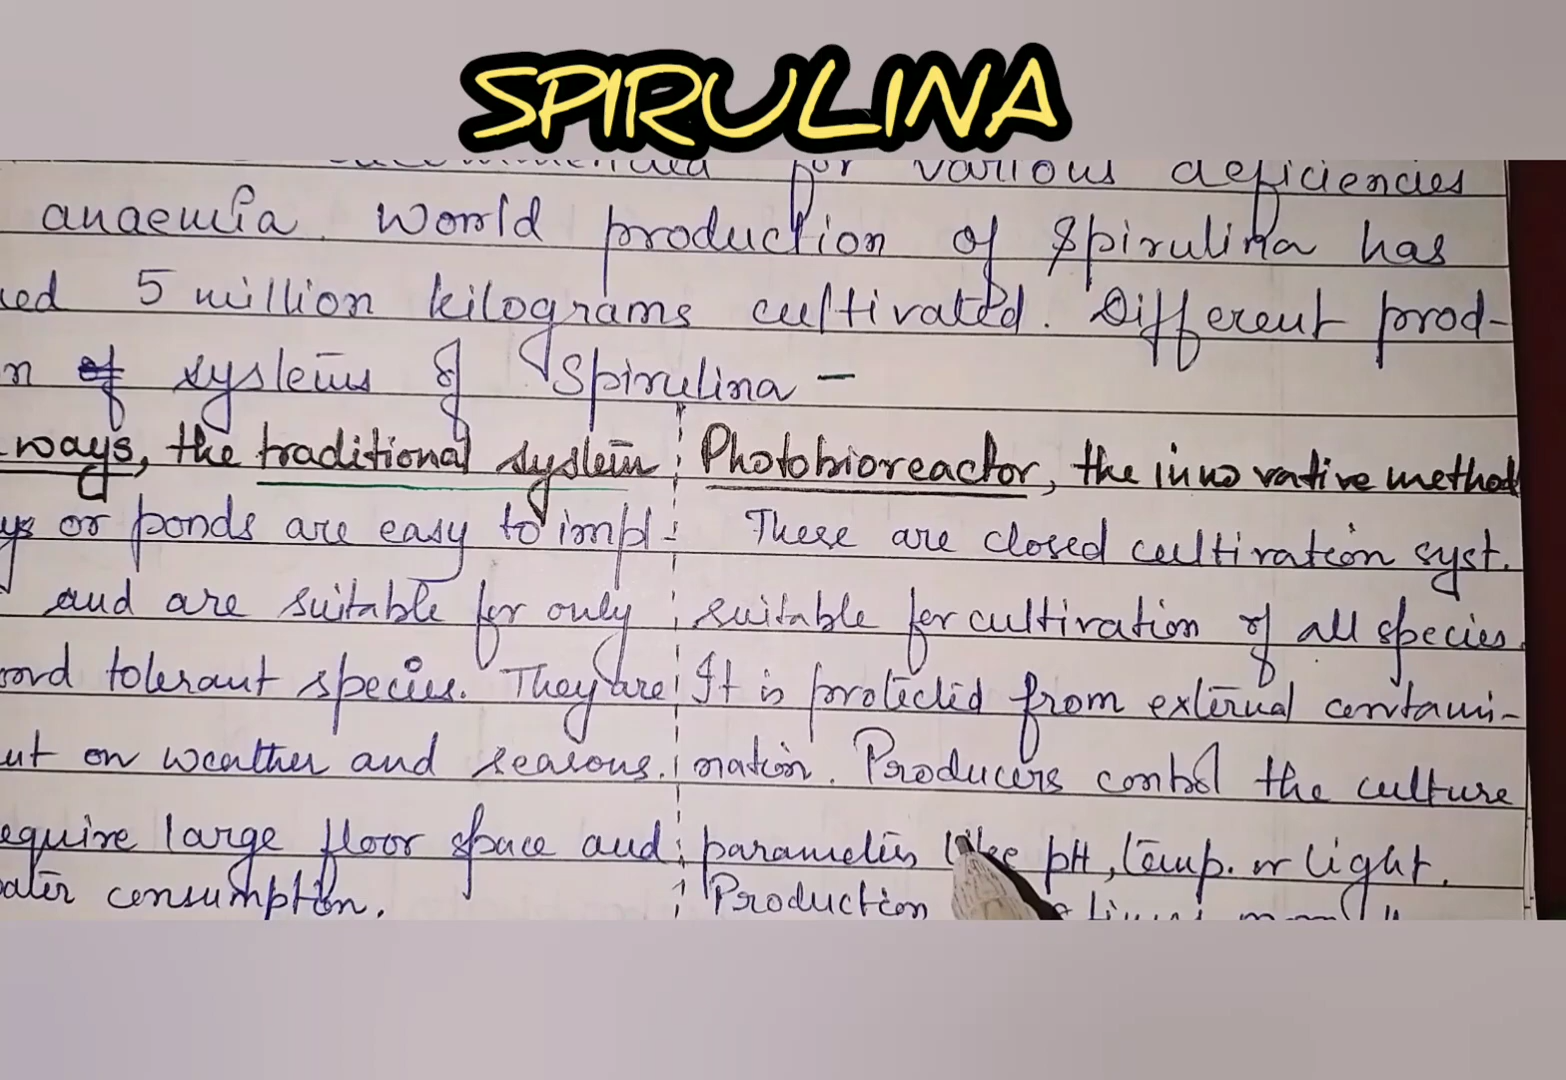 SPIRULINA
for various deficiencies
anaemia. World production of Spirulina has
5 million kilograms cultivated. Different prod-
n of systems of Spirulina –
ways, the traditional system
or ponds are easy to impl-
and are suitable for only
tolerant species. They are
on weather and seasons.
equire large floor space and
consumption.
Photobioreactor, the innovative method
These are closed cultivation syst.
suitable for cultivation of all species.
It is protected from external contami-
nation. Producers control the culture
parameters like pH, temp. or light.
Production